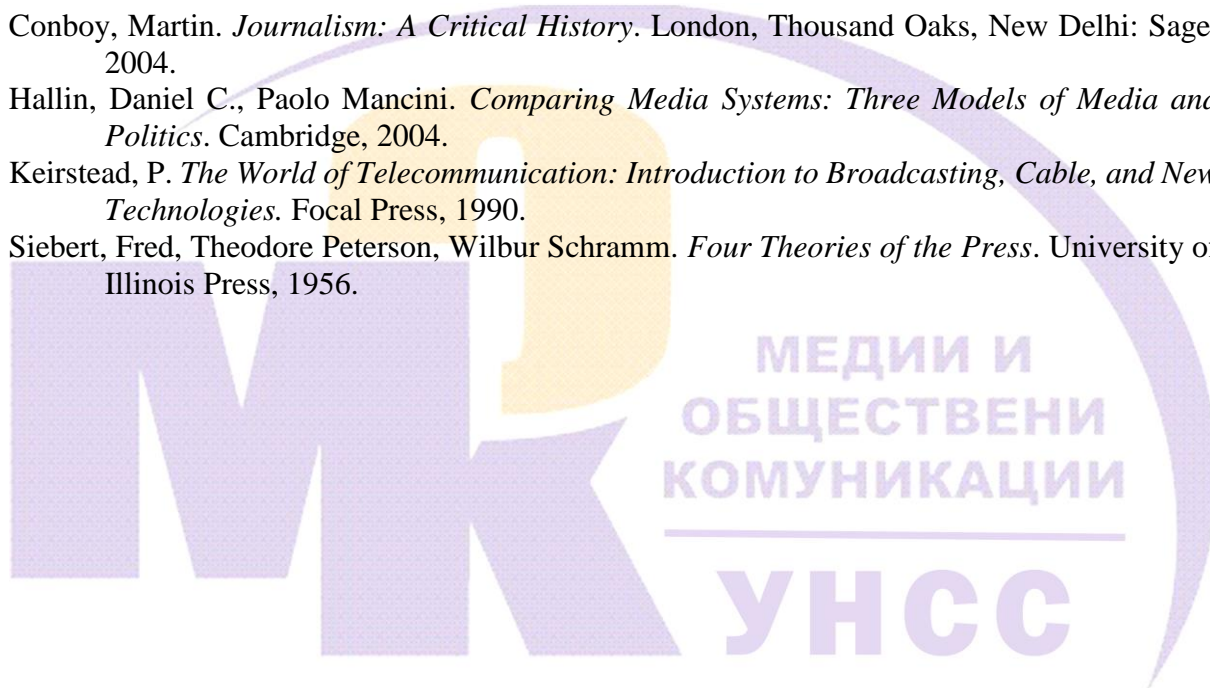 Conboy, Martin. Journalism: A Critical History. London, Thousand Oaks, New Delhi: Sage
2004.
Hallin, Daniel C., Paolo Mancini. Comparing Media Systems: Three Models of Media and
Politics. Cambridge, 2004.
Keirstead, P. The World of Telecommunication: Introduction to Broadcasting, Cable, and New
Technologies. Focal Press, 1990.
Siebert, Fred, Theodore Peterson, Wilbur Schramm. Four Theories of the Press. University of
Illinois Press, 1956.
МК
МЕДИИ И
ОБЩЕСТВЕНИ
КОМУНИКАЦИИ
УНСС